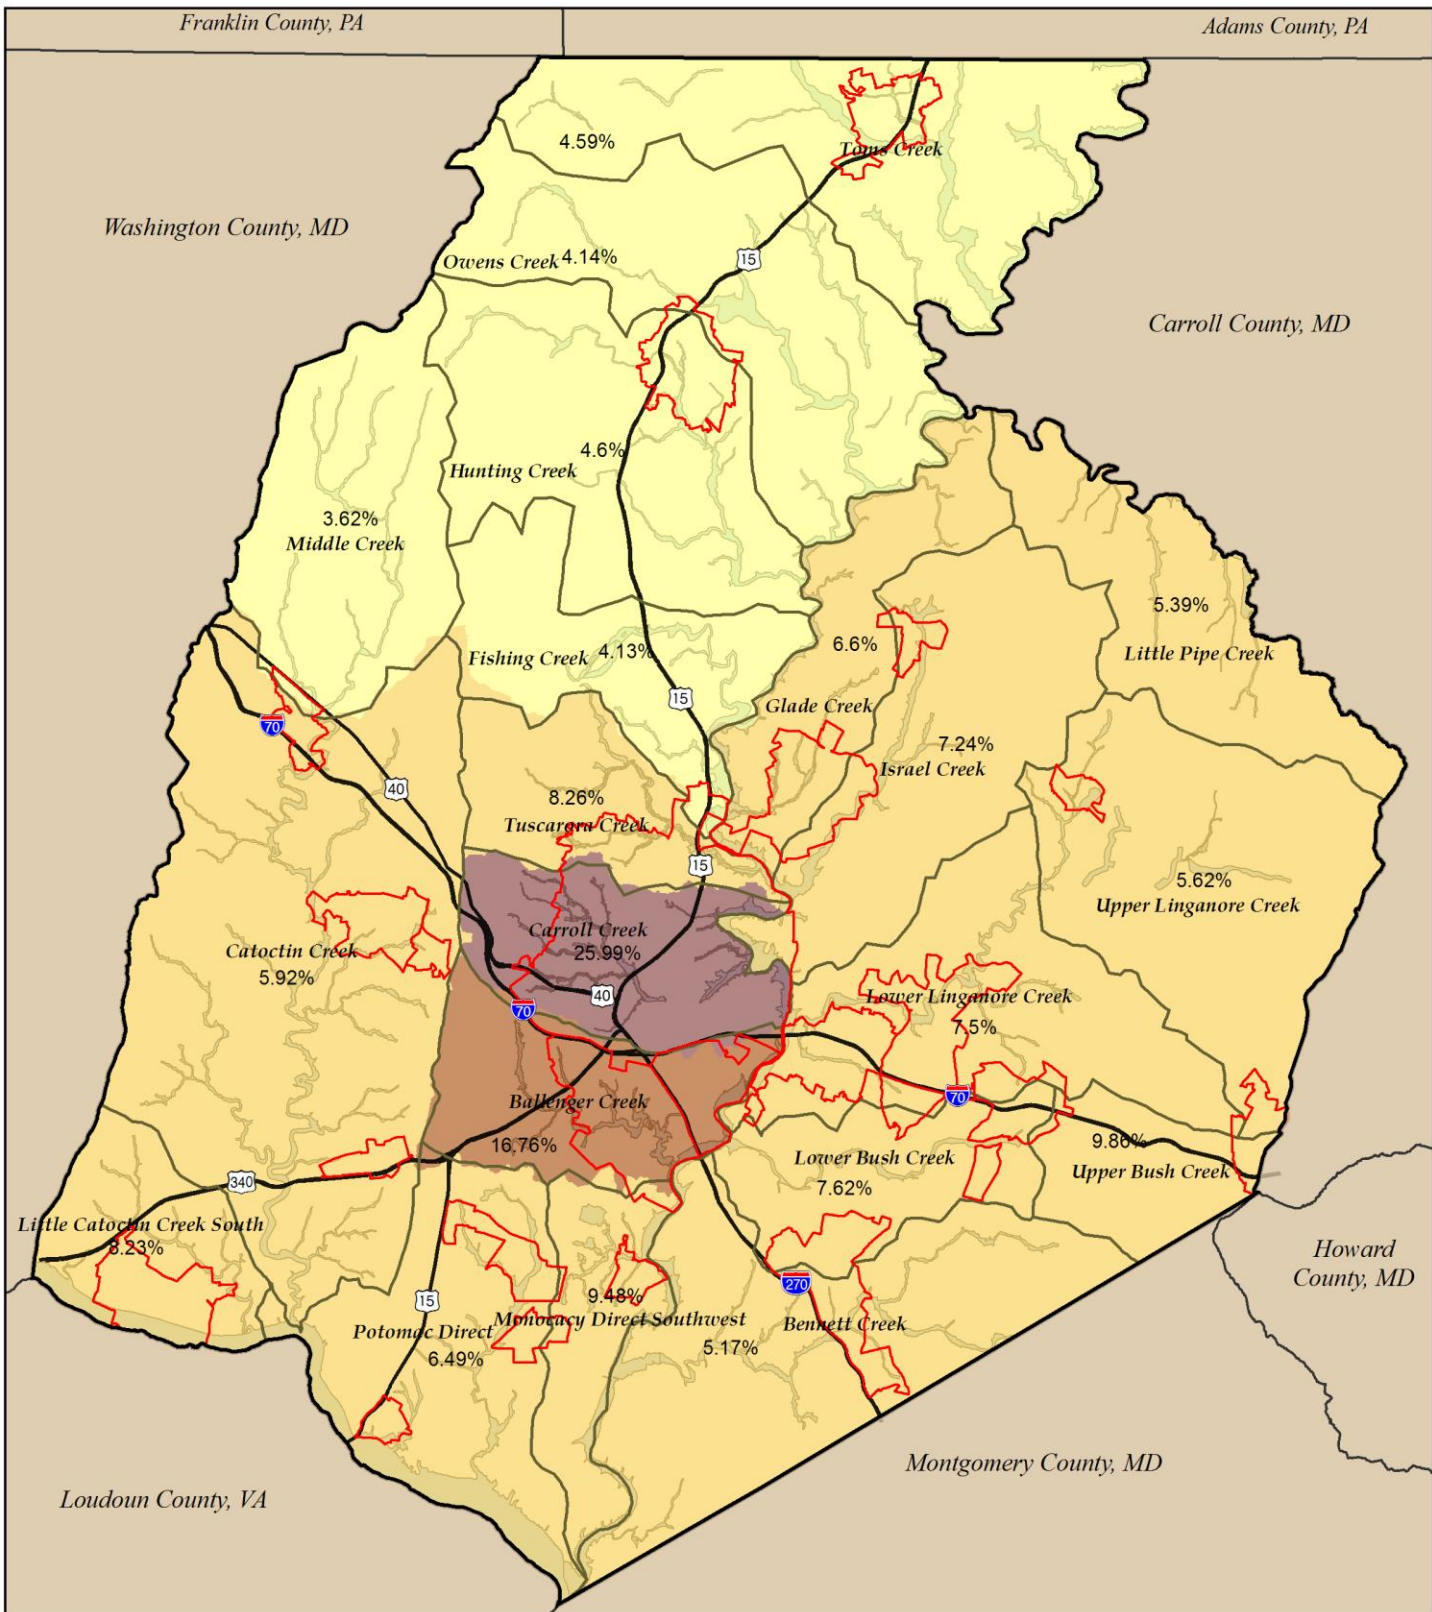 Franklin County, PA
Adams County, PA
4.59%
Toms Creek
Washington County, MD
Owens Creek 4.14%
15
Carroll County, MD
4.6%
Hunting Creek
3.62%
Middle Creek
5.39%
Little Pipe Creek
6.6%
Fishing Creek 4.13%
15
Glade Creek
70
7.24%
Israel Creek
40
8.26%
Tuscarora Creek
15
5.62%
Upper Linganore Creek
Carroll Creek
25.99%
Catoctin Creek
5.92%
40
70
Lower Linganore Creek
7.5%
70
Ballenger Creek
16.76%
9.86%
Upper Bush Creek
Lower Bush Creek
7.62%
340
Little Catoctin Creek South
8.23%
Howard
County, MD
270
15
9.48%
Monocacy Direct Southwest
Potomac Direct
6.49%
Bennett Creek
5.17%
Montgomery County, MD
Loudoun County, VA